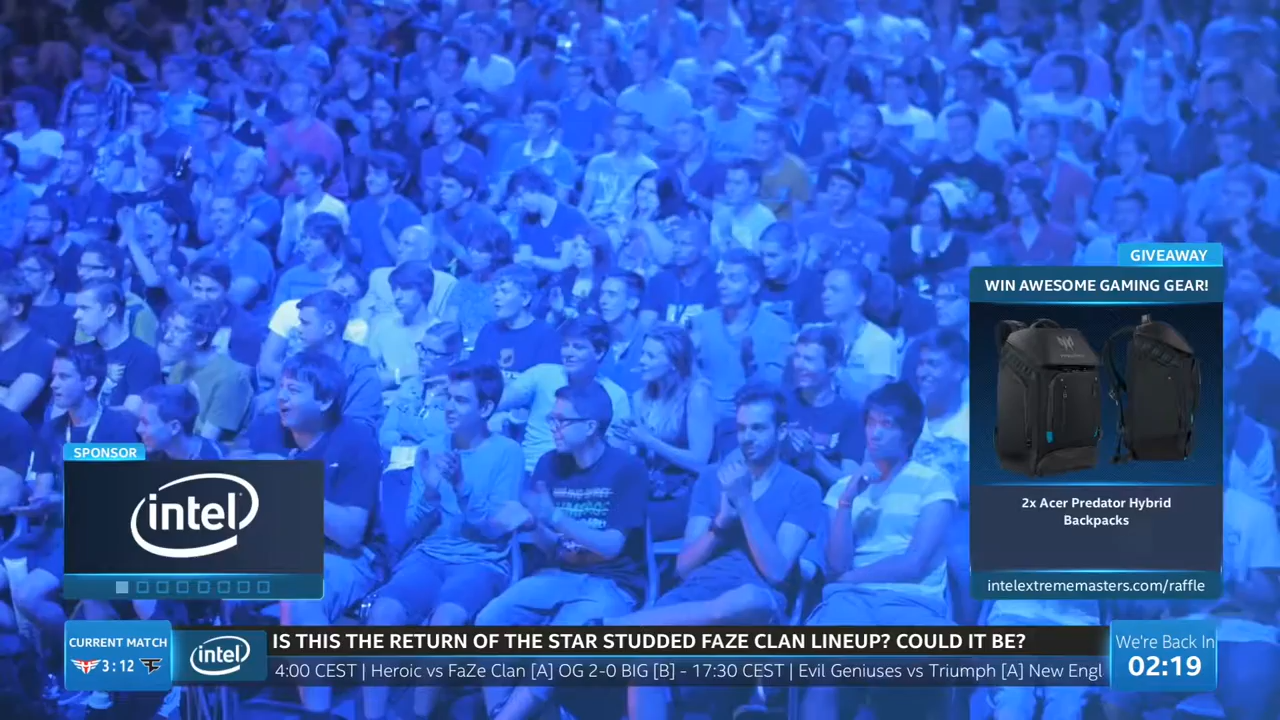 GIVEAWAY
WIN AWESOME GAMING GEAR!
2x Acer Predator Hybrid
Backpacks
intelextrememasters.com/raffle
SPONSOR
intel
CURRENT MATCH
3 : 12
intel
IS THIS THE RETURN OF THE STAR STUDDED FAZE CLAN LINEUP? COULD IT BE?
4:00 CEST | Heroic vs FaZe Clan [A] OG 2-0 BIG [B] - 17:30 CEST | Evil Geniuses vs Triumph [A] New Engl
We're Back In
02:19